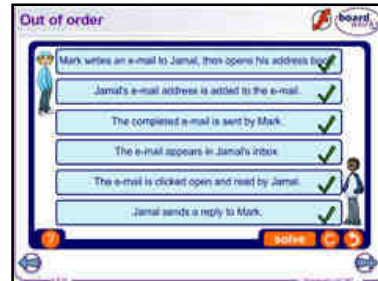 Out of order
board
works
Mark writes an e-mail to Jamal, then opens his address book.
Jamal's e-mail address is added to the e-mail.
The completed e-mail is sent by Mark.
The e-mail appears in Jamal's inbox.
The e-mail is clicked open and read by Jamal.
Jamal sends a reply to Mark.
?
solve